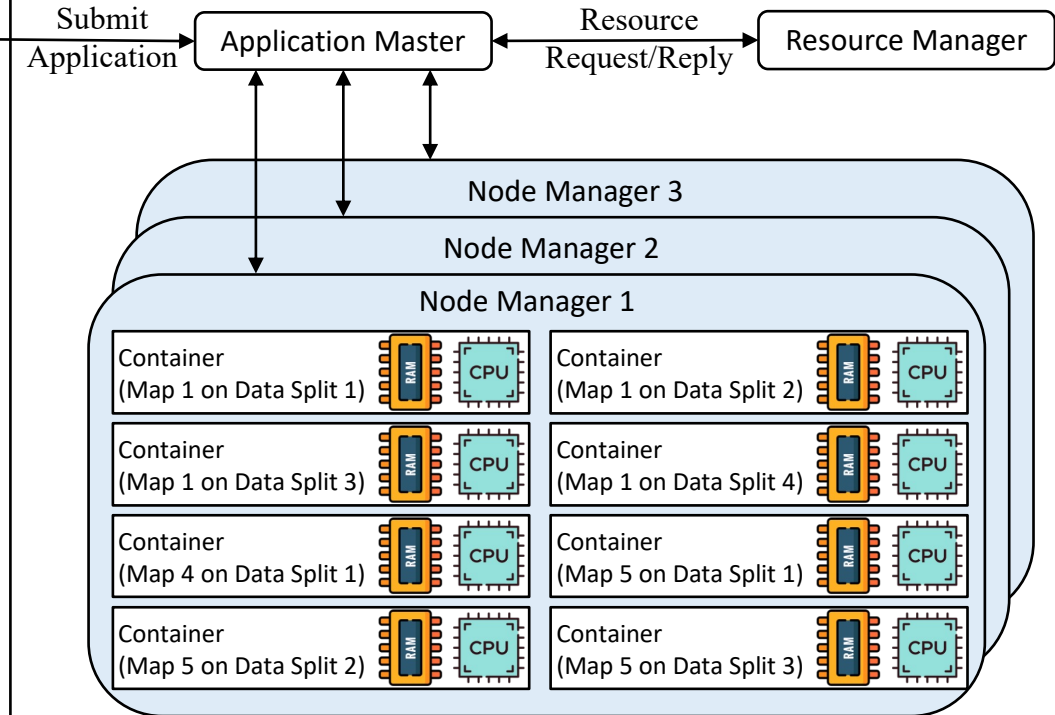 Submit
Application
Application Master
Resource
Request/Reply
Resource Manager
Node Manager 3
Node Manager 2
Node Manager 1
Container
(Map 1 on Data Split 1)
RAM
CPU
Container
(Map 1 on Data Split 2)
RAM
CPU
Container
(Map 1 on Data Split 3)
RAM
CPU
Container
(Map 1 on Data Split 4)
RAM
CPU
Container
(Map 4 on Data Split 1)
RAM
CPU
Container
(Map 5 on Data Split 1)
RAM
CPU
Container
(Map 5 on Data Split 2)
RAM
CPU
Container
(Map 5 on Data Split 3)
RAM
CPU